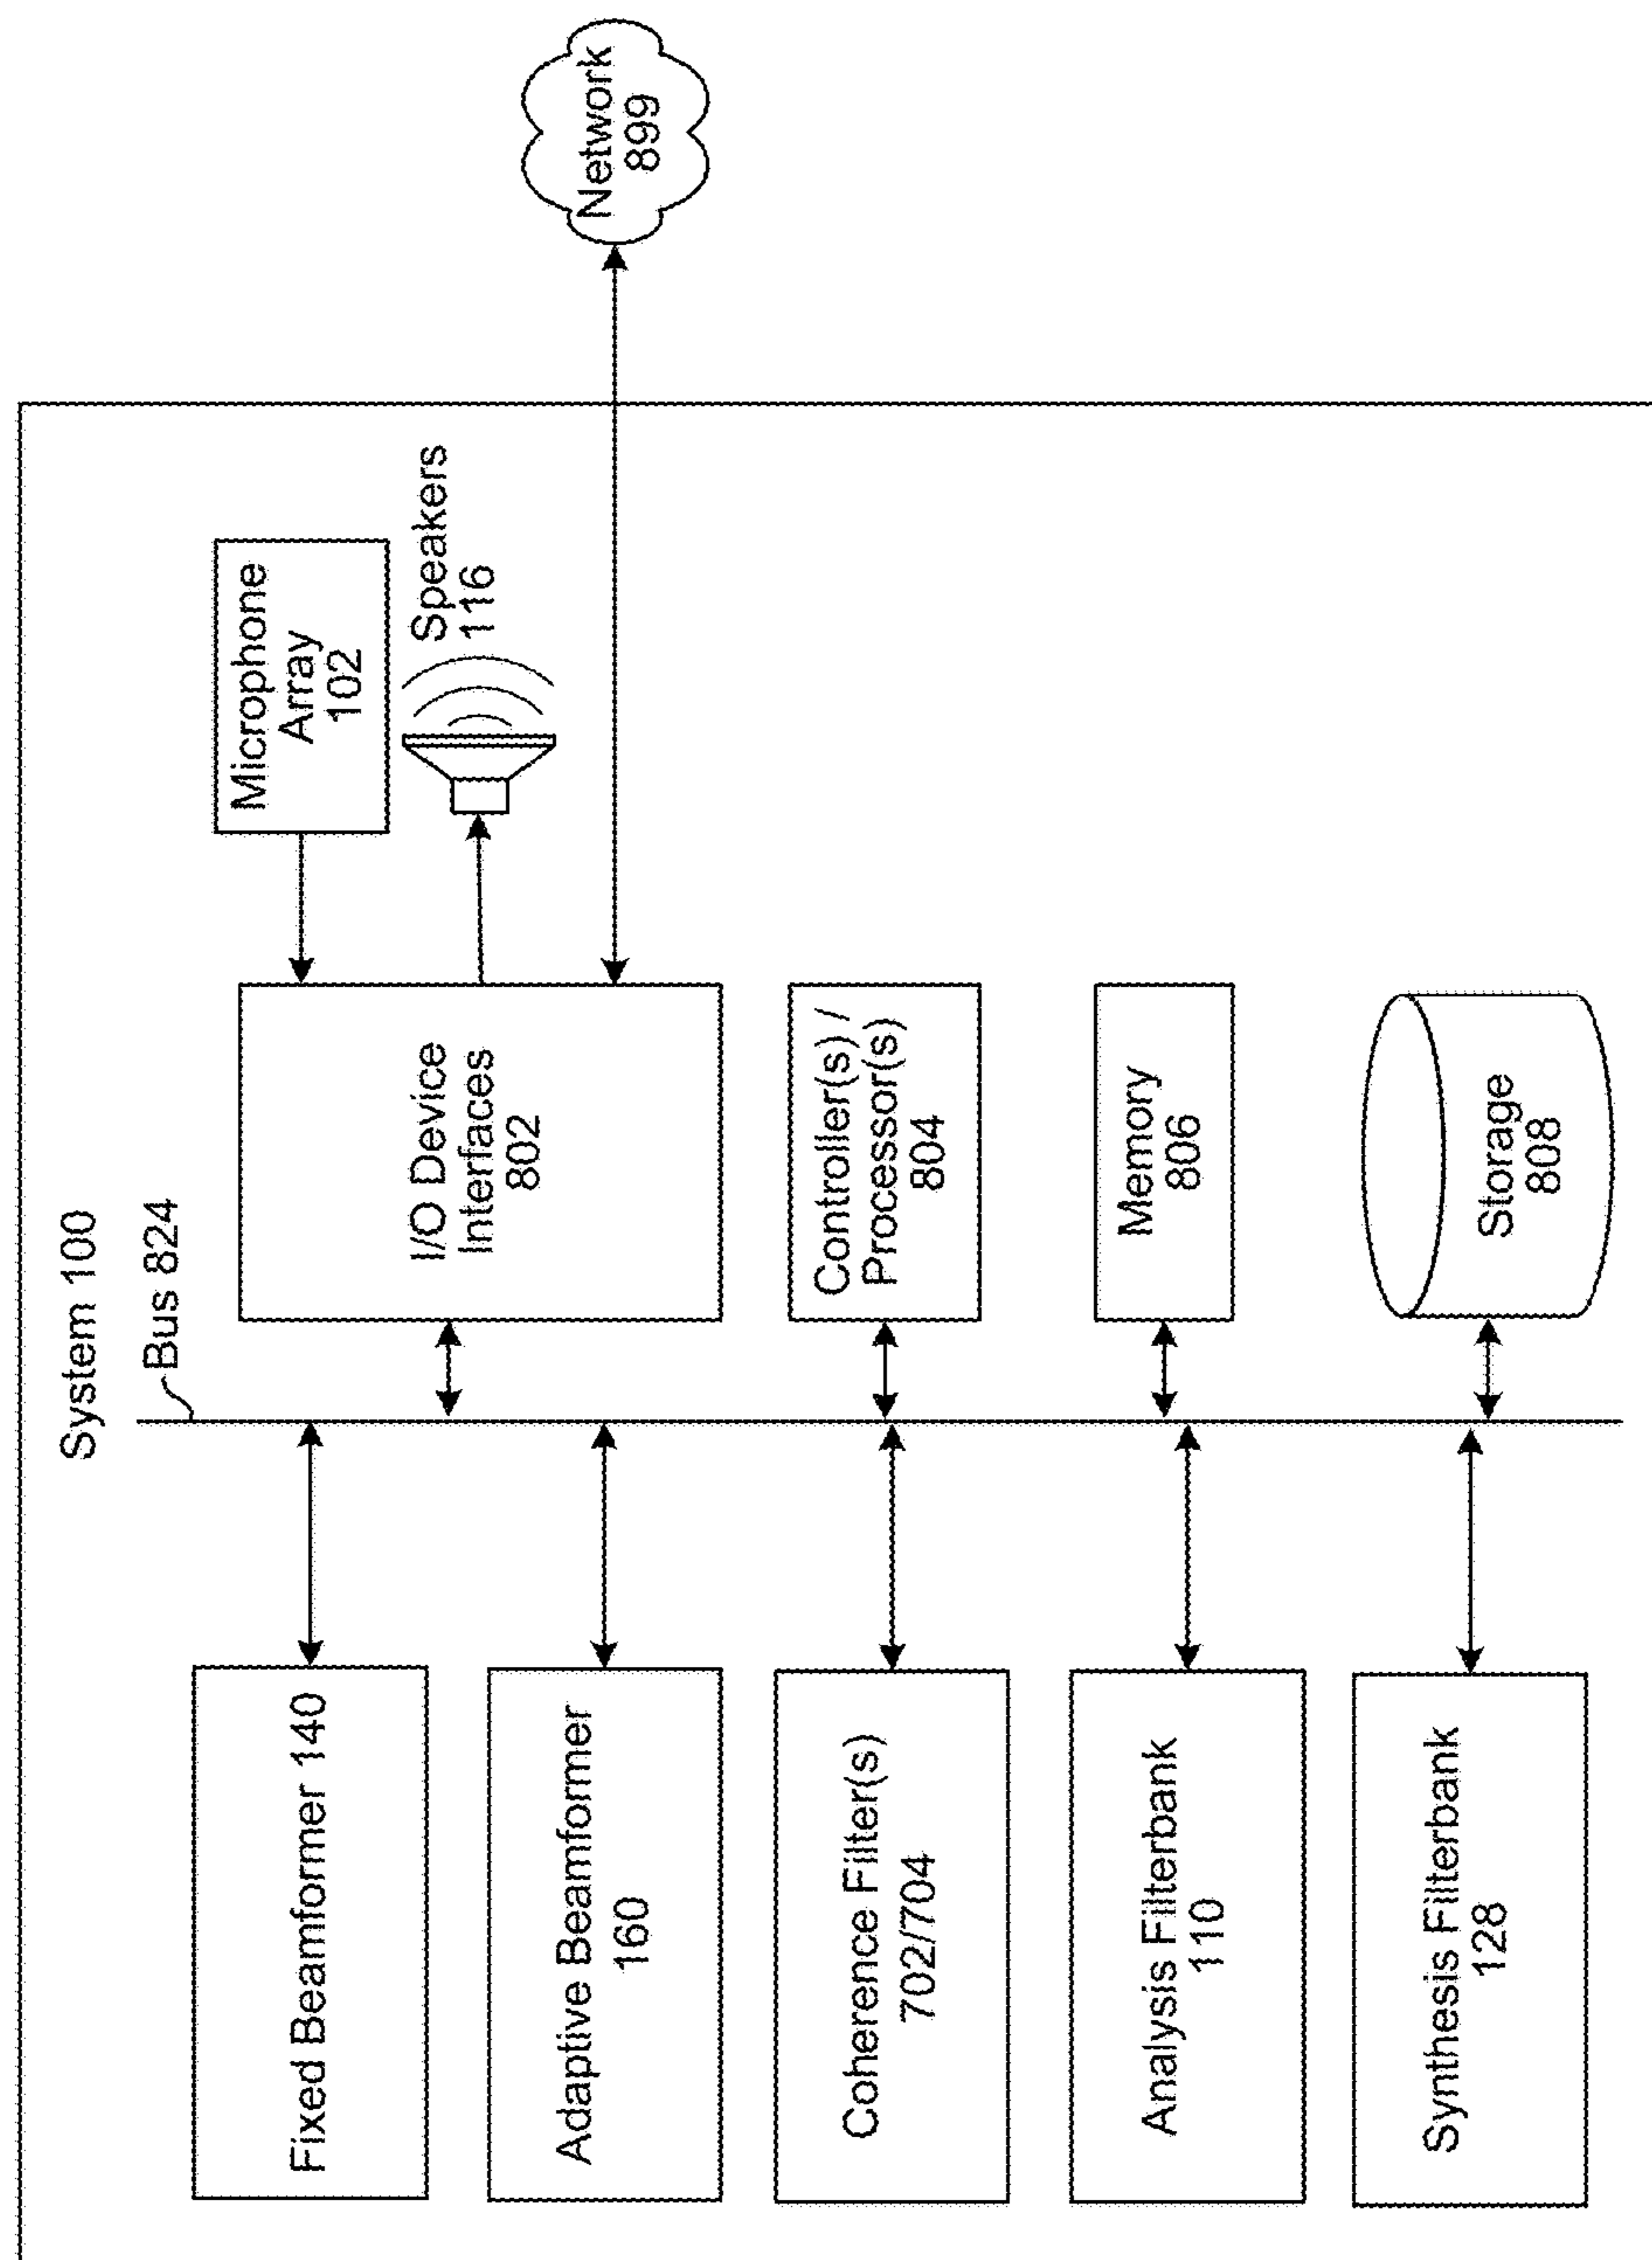 System 100
Bus 824
Fixed Beamformer 140
Adaptive Beamformer
160
Coherence Filter(s)
702/704
Analysis Filterbank
110
Synthesis Filterbank
128
I/O Device
Interfaces
802
Controller(s) /
Processor(s)
804
Memory
806
Storage
808
Microphone
Array
102
Speakers
116
Network
899